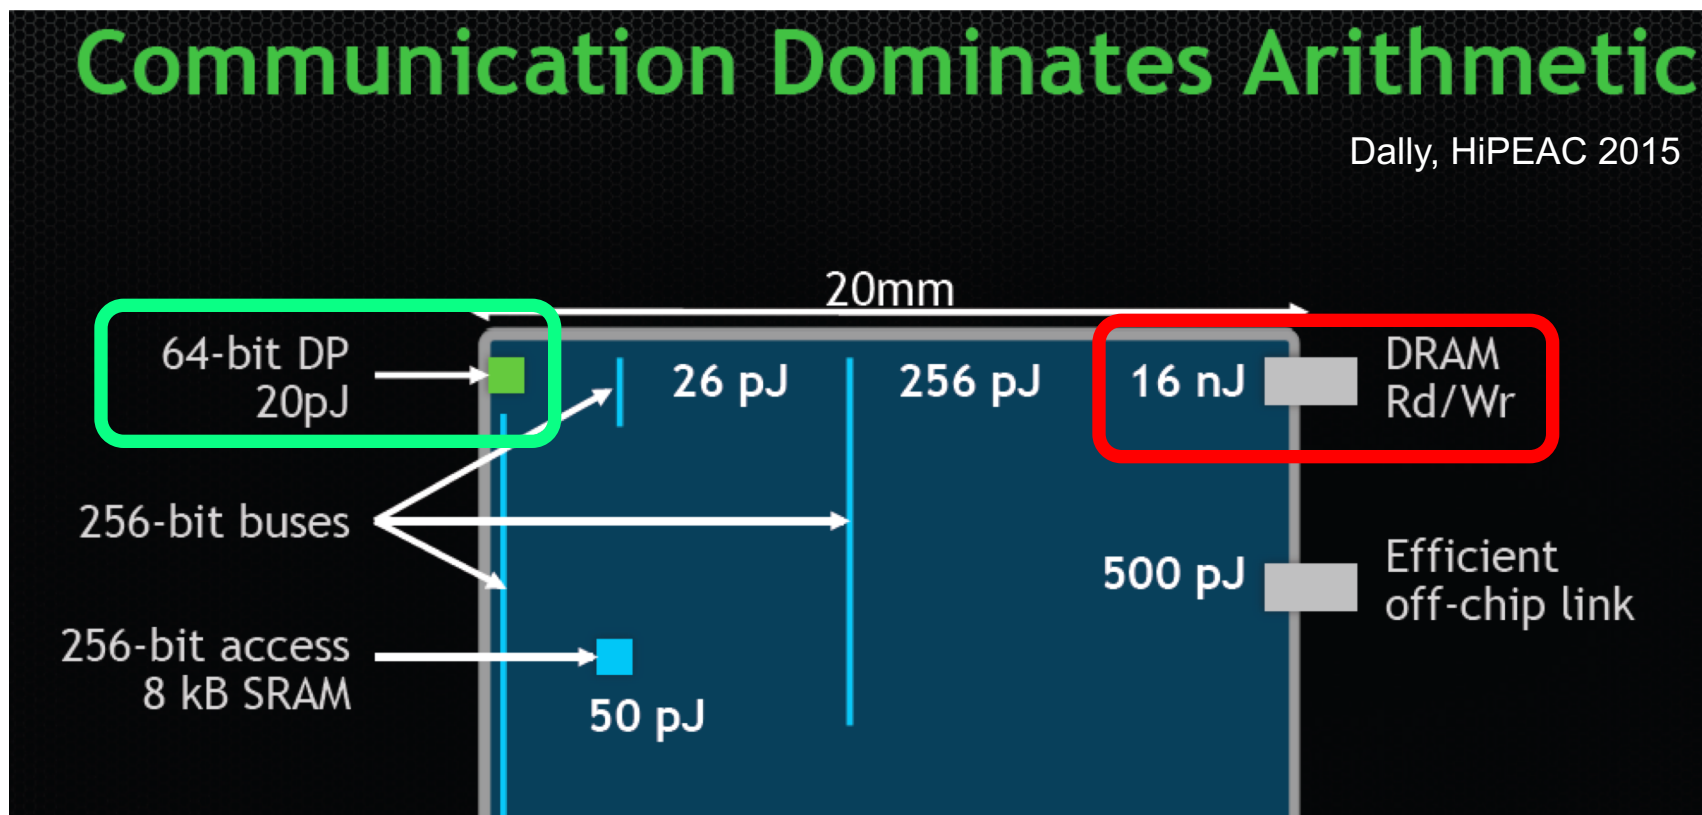 Communication Dominates Arithmetic
Dally, HiPEAC 2015
20mm
64-bit DP
20pJ
26 pJ
256 pJ
16 nJ
DRAM
Rd/Wr
256-bit buses
500 pJ
Efficient
off-chip link
256-bit access
8 kB SRAM
50 pJ